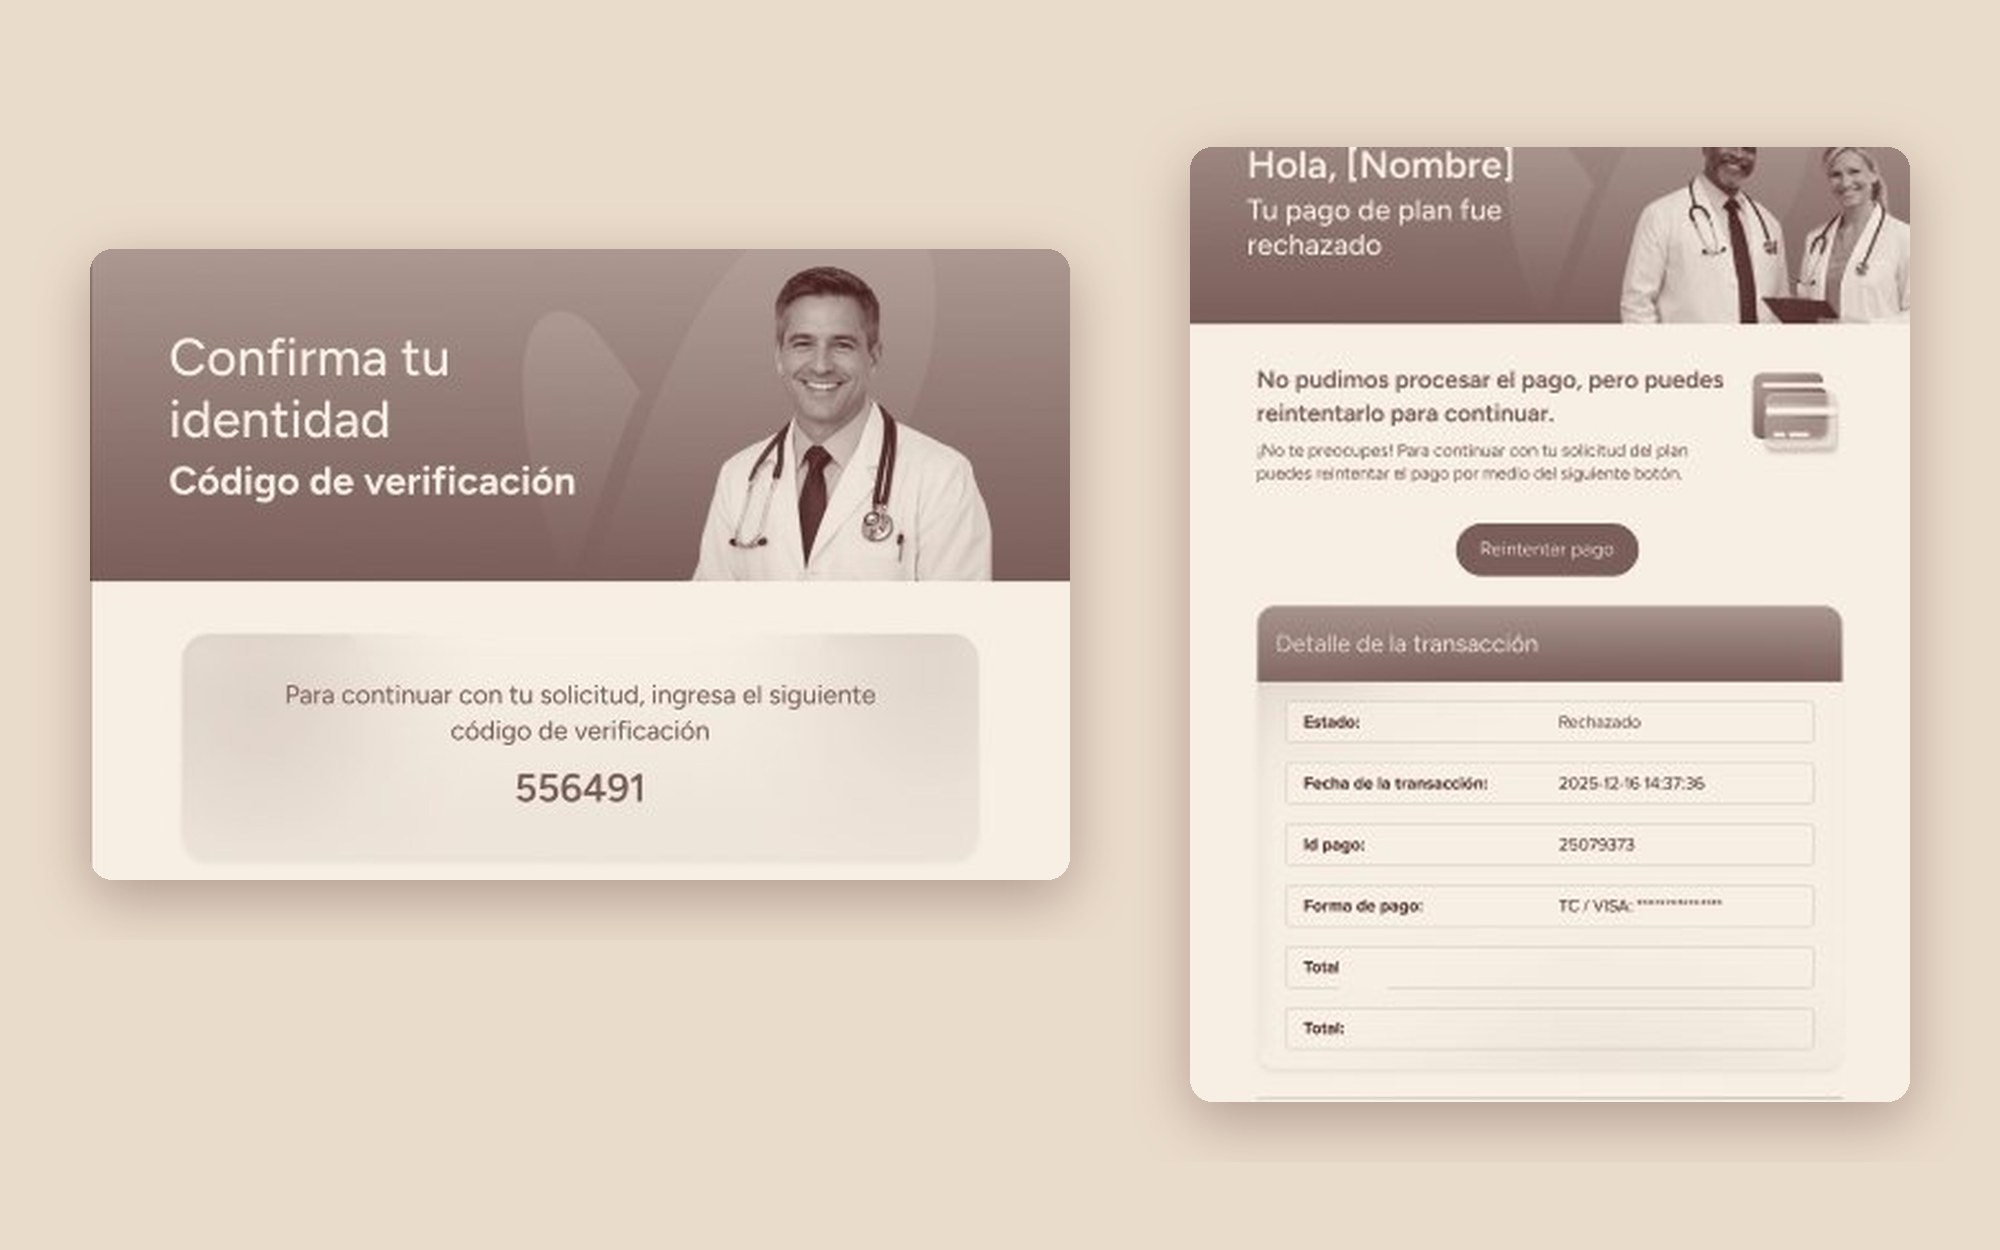 Confirma tu
identidad
Código de verificación
Para continuar con tu solicitud, ingresa el siguiente
código de verificación
556491
Hola, [Nombre]
Tu pago de plan fue
rechazado
No pudimos procesar el pago, pero puedes
reintentarlo para continuar.
¡No te preocupes! Para continuar con tu solicitud del plan
puedes reintentar el pago por medio del siguiente botón.
Reintentar pago
Detalle de la transacción
Estado: Rechazado
Fecha de la transacción: 2025-12-16 14:37:36
Id pago: 25079373
Forma de pago: TC / VISA: ****************
Total
Total: